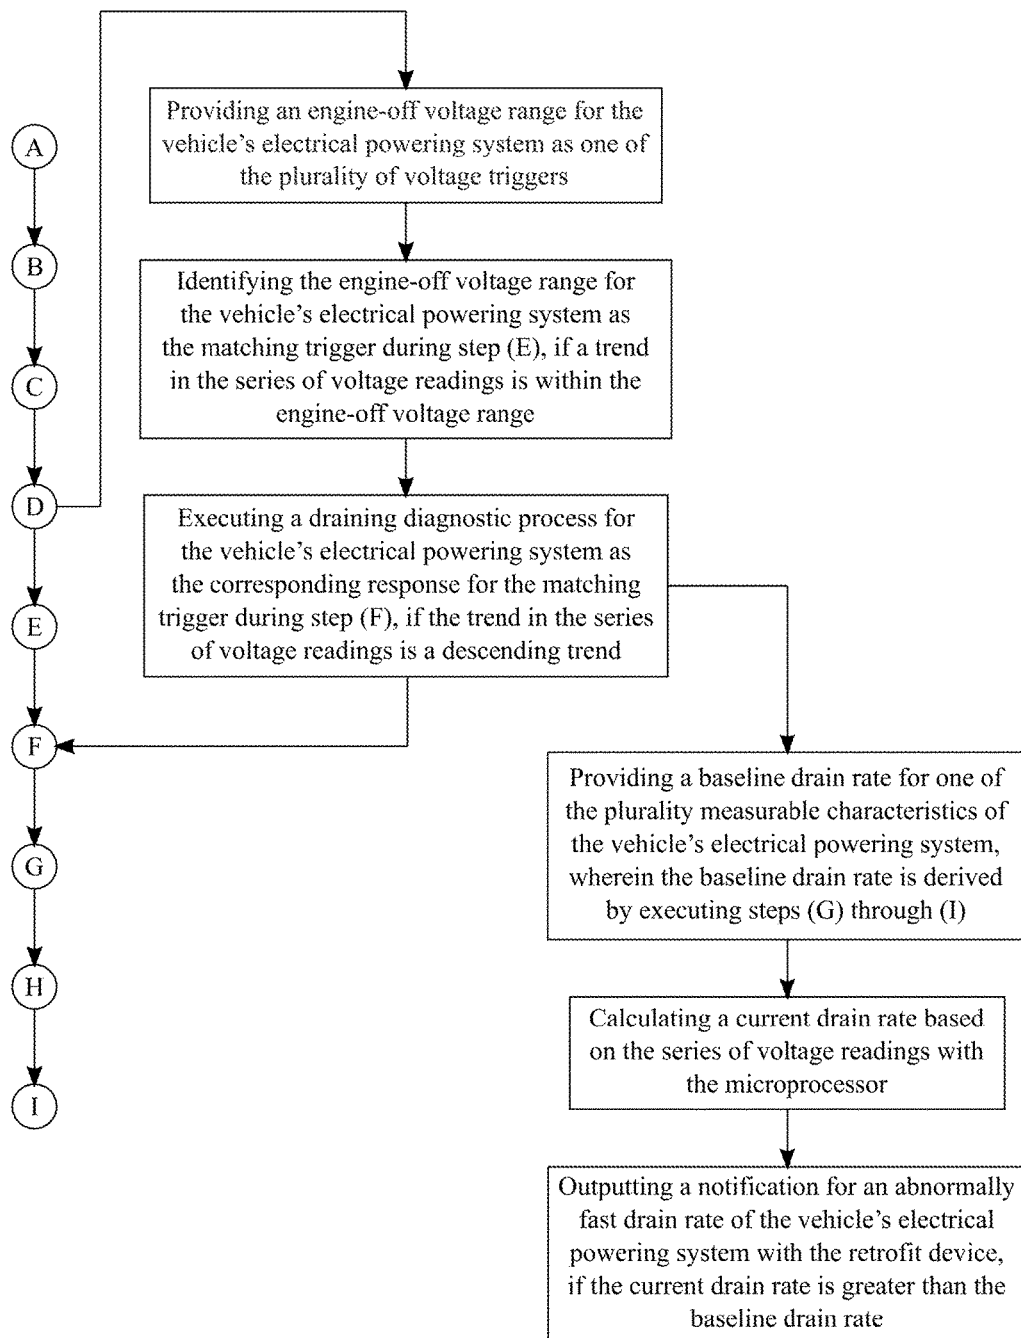 Providing an engine-off voltage range for the
vehicle's electrical powering system as one of
the plurality of voltage triggers
A
B
Identifying the engine-off voltage range for
the vehicle's electrical powering system as
the matching trigger during step (E), if a trend
in the series of voltage readings is within the
engine-off voltage range
C
D
Executing a draining diagnostic process for
the vehicle's electrical powering system as
the corresponding response for the matching
trigger during step (F), if the trend in the series
of voltage readings is a descending trend
E
F
G
H
I
Providing a baseline drain rate for one of
the plurality measurable characteristics of
the vehicle's electrical powering system,
wherein the baseline drain rate is derived
by executing steps (G) through (I)
Calculating a current drain rate based
on the series of voltage readings with
the microprocessor
Outputting a notification for an abnormally
fast drain rate of the vehicle's electrical
powering system with the retrofit device,
if the current drain rate is greater than the
baseline drain rate